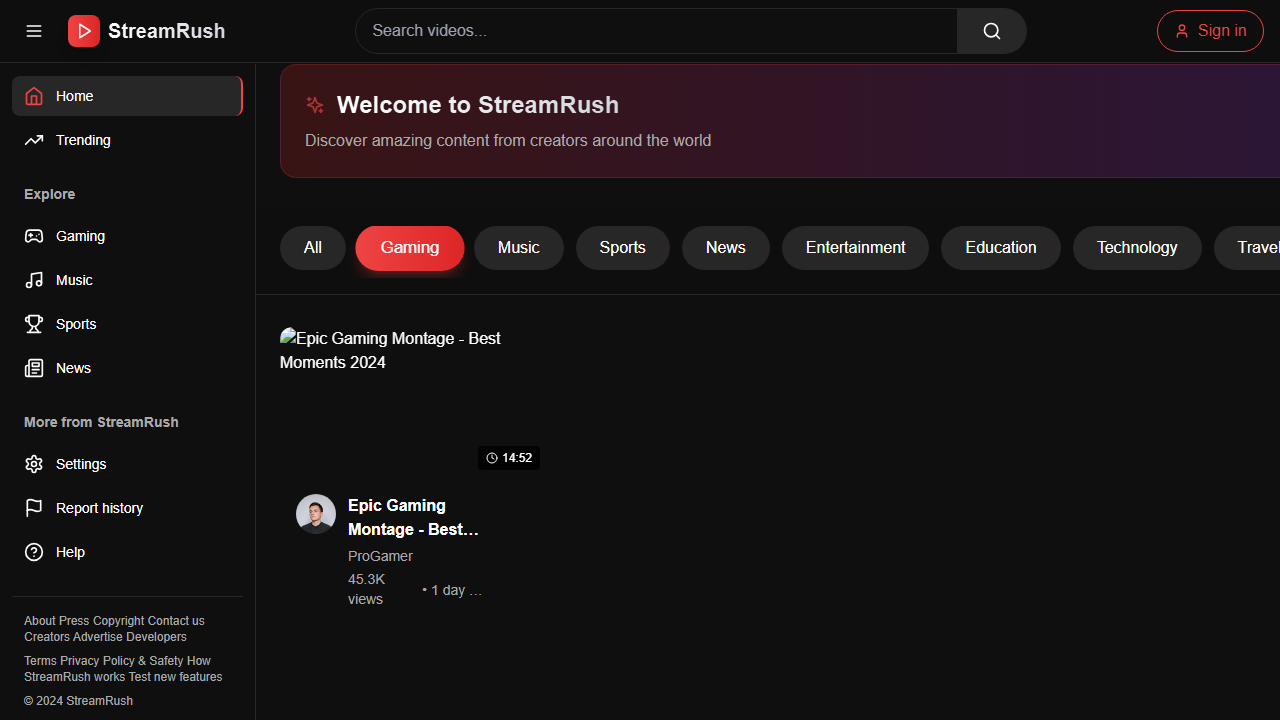 StreamRush
Search videos...
Sign in
Home
Trending
Explore
Gaming
Music
Sports
News
More from StreamRush
Settings
Report history
Help
About Press Copyright Contact us
Creators Advertise Developers
Terms Privacy Policy & Safety How
StreamRush works Test new features
© 2024 StreamRush
Welcome to StreamRush
Discover amazing content from creators around the world
All
Gaming
Music
Sports
News
Entertainment
Education
Technology
Travel
Epic Gaming Montage - Best
Moments 2024
14:52
Epic Gaming
Montage - Best…
ProGamer
45.3K
views
• 1 day …